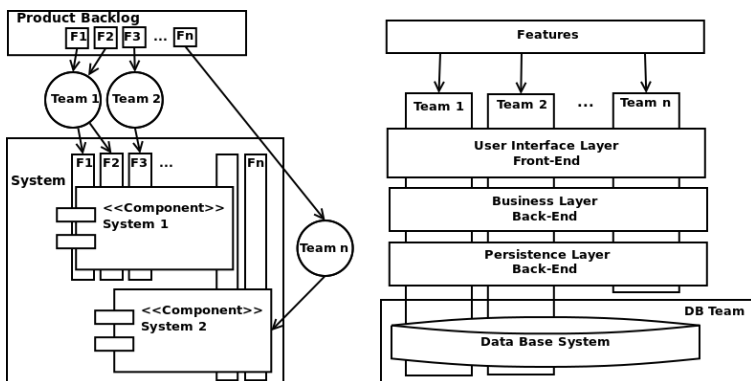 Product Backlog
F1 F2 F3 ... Fn
Team 1 Team 2
System
F1 F2 F3 ... Fn
<<Component>>
System 1
Team n
<<Component>>
System 2
Features
Team 1 Team 2 ... Team n
User Interface Layer
Front-End
Business Layer
Back-End
Persistence Layer
Back-End
DB Team
Data Base System